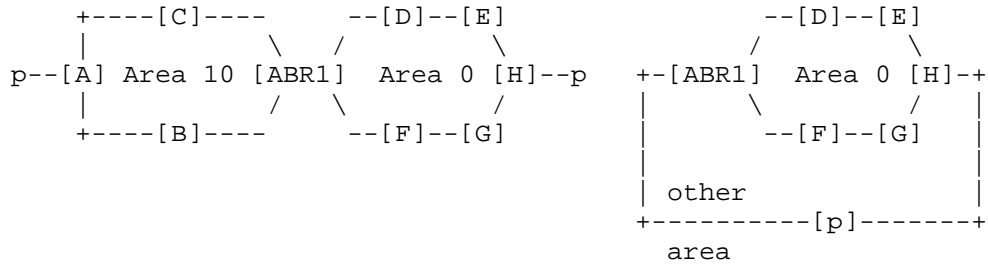 +----[C]----      --[D]--[E]                  --[D]--[E]
     |            \   /          \                /          \
p--[A] Area 10 [ABR1]  Area 0 [H]--p   +-[ABR1]  Area 0 [H]-+
     |            /   \          /     |          \          /  |
     +----[B]----      --[F]--[G]      |           --[F]--[G]   |
                                       |                        |
                                       | other                  |
                                       +----------[p]-------+
                                         area